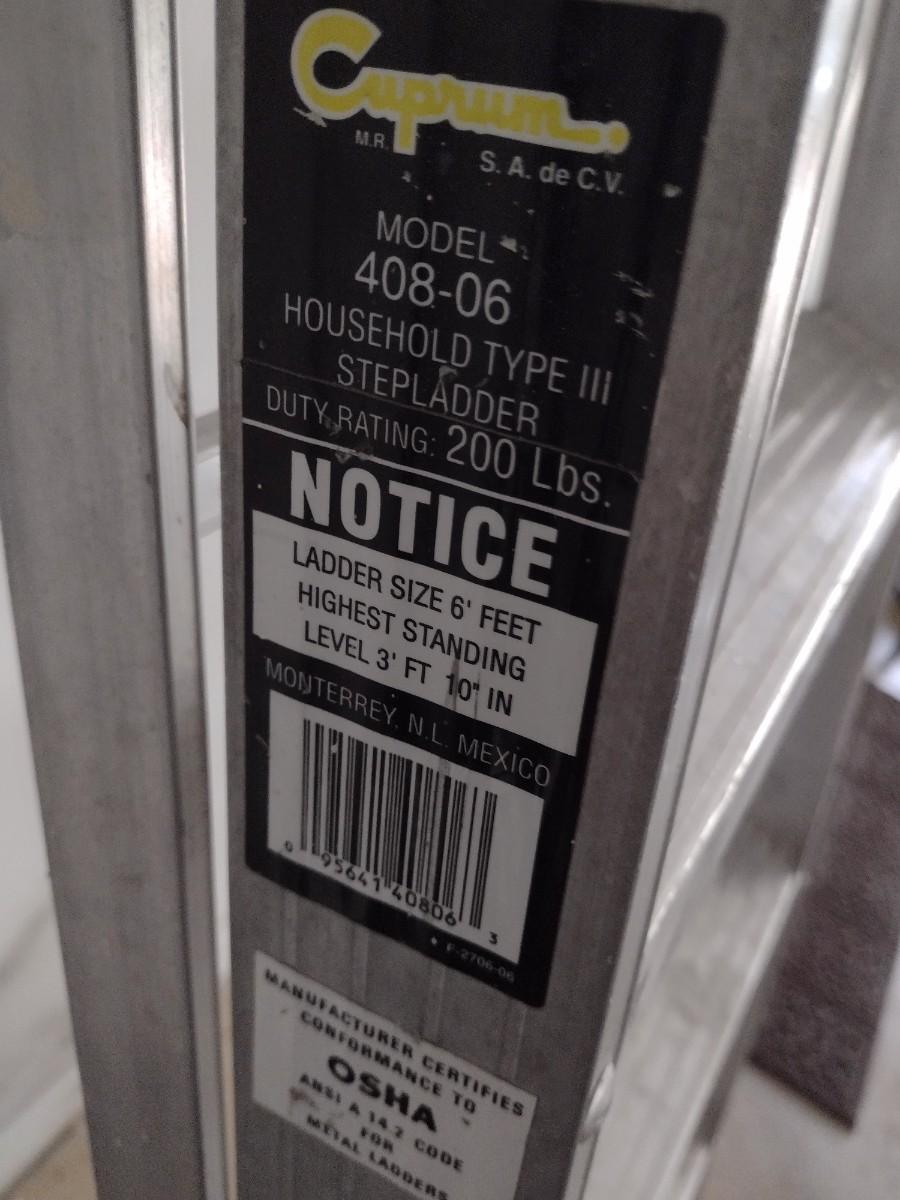 Cuprum.
M.R.
S. A. de C.V.
MODEL
408-06
HOUSEHOLD TYPE III
STEPLADDER
DUTY RATING: 200 Lbs.
NOTICE
LADDER SIZE 6' FEET
HIGHEST STANDING
LEVEL 3' FT 10" IN
MONTERREY, N.L. MEXICO
0 95641 40806 3
F-2706-06
MANUFACTURER CERTIFIES
CONFORMANCE TO
OSHA
ANSI A 14.2 CODE
FOR
METAL LADDERS